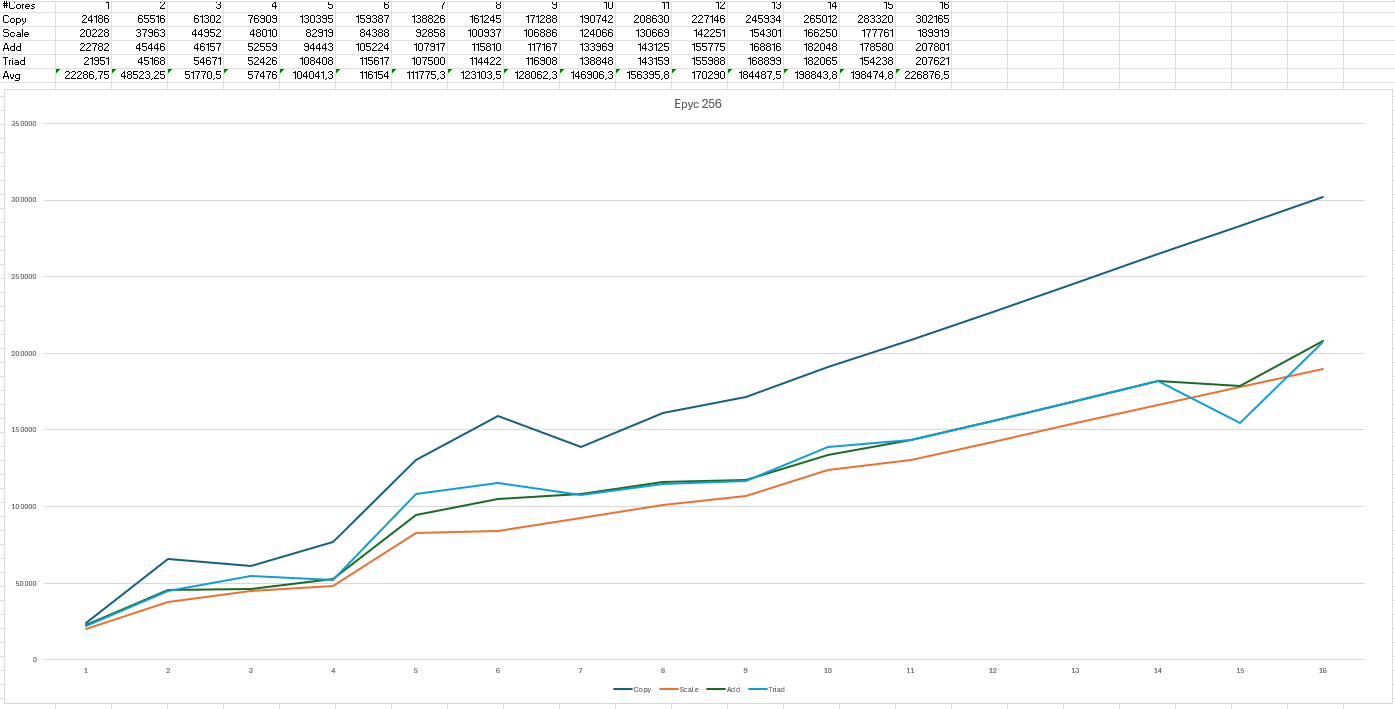 #Cores 1 2 3 4 5 6 7 8 9 10 11 12 13 14 15 16
Copy 24186 65516 61302 76909 130395 159387 138826 161245 171288 190742 208630 227146 245934 265012 283320 302165
Scale 20228 37963 44952 48010 82919 84388 92858 100937 106886 124066 130669 142251 154301 166250 177761 189919
Add 22782 45446 46157 52559 94443 105224 107917 115810 117167 133969 143125 155775 168816 182048 178580 207801
Triad 21951 45168 54671 52426 108408 115617 107500 114422 116908 138848 143159 155988 168899 182065 154238 207621
Avg 22286,75 48523,25 51770,5 57476 104041,3 116154 111775,3 123103,5 128062,3 146906,3 156395,8 170290 184487,5 198843,8 198474,8 226876,5
Epyc 256
350000
300000
250000
200000
150000
100000
50000
0
1 2 3 4 5 6 7 8 9 10 11 12 13 14 15 16
Copy Scale Add Triad